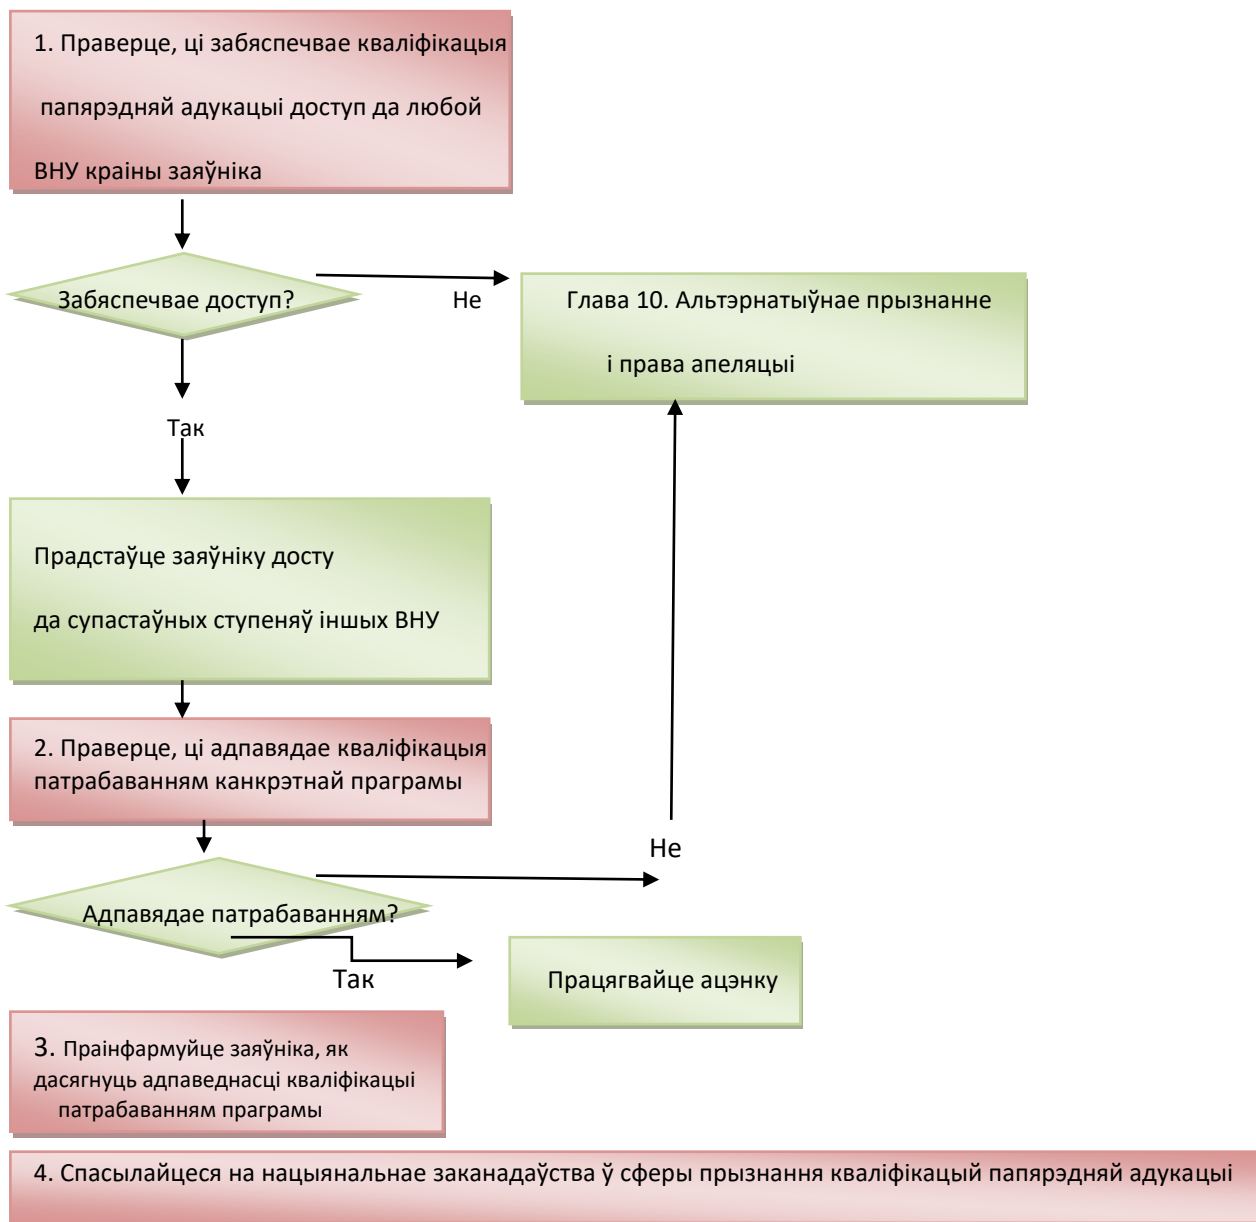 1. Праверце, ці забяспечвае кваліфікацыя
папярэдняй адукацыі доступ да любой
ВНУ краіны заяўніка
Забяспечвае доступ?
Не
Глава 10. Альтэрнатыўнае прызнанне
і права апеляцыі
Так
Прадстаўце заяўніку досту
да супастаўных ступеняў іншых ВНУ
2. Праверце, ці адпавядае кваліфікацыя
патрабаванням канкрэтнай праграмы
Не
Адпавядае патрабаванням?
Так
Працягвайце ацэнку
3. Праінфармуйце заяўніка, як
дасягнуць адпаведнасці кваліфікацыі
патрабаванням праграмы
4. Спасылайцеся на нацыянальнае заканадаўства ў сферы прызнання кваліфікацый папярэдняй адукацыі